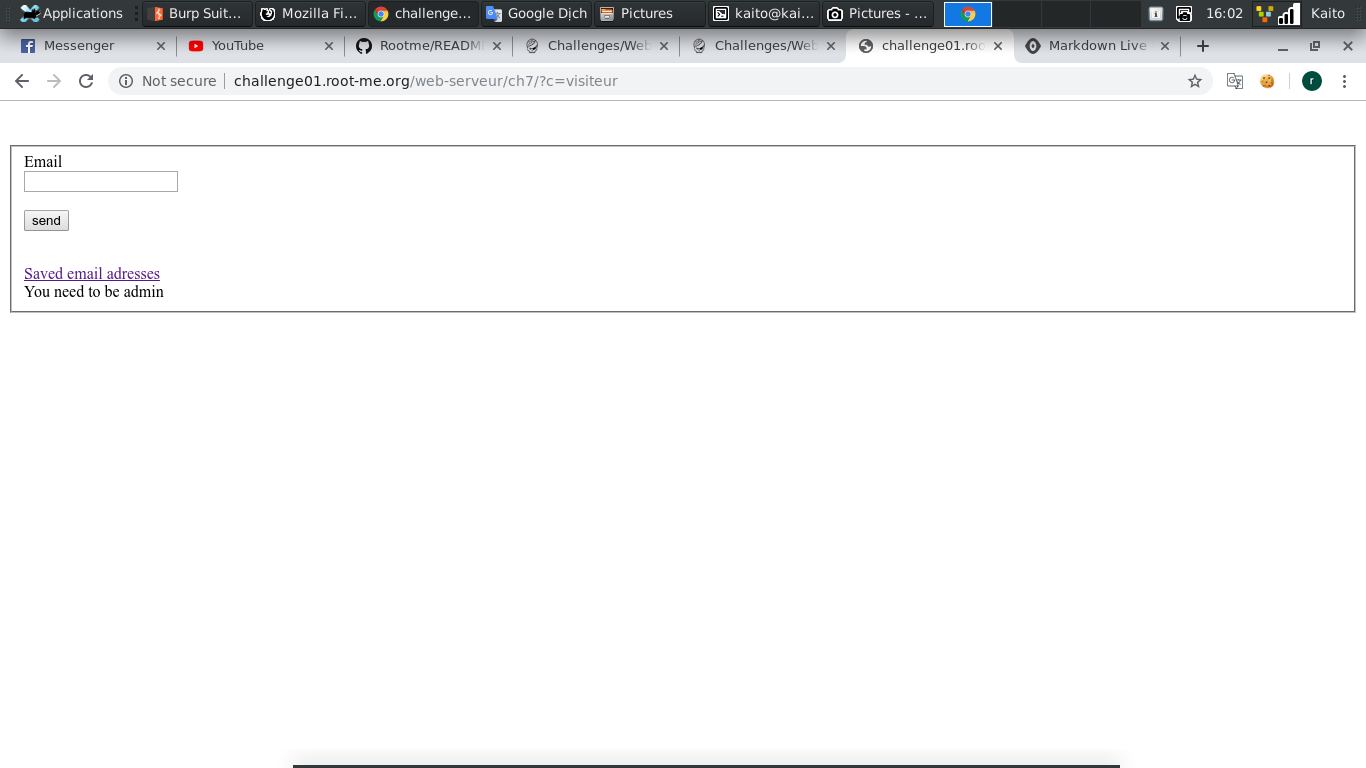 Applications Burp Suit... Mozilla Fi... challenge... Google Dịch Pictures kaito@kai... Pictures - ... 16:02 Kaito
Messenger YouTube Rootme/READM Challenges/Web Challenges/Web challenge01.roo Markdown Live
Not secure challenge01.root-me.org/web-serveur/ch7/?c=visiteur r
Email
send
Saved email adresses
You need to be admin